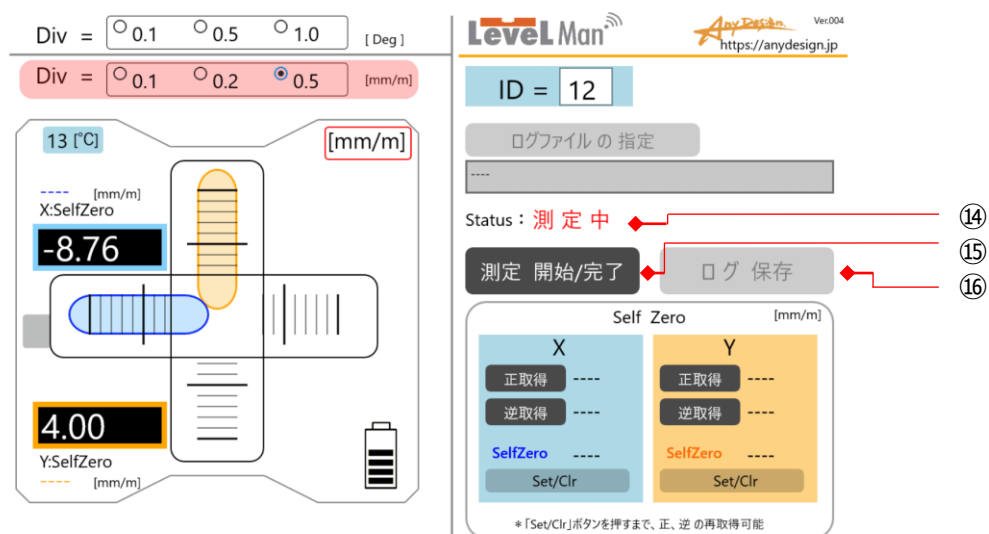 Div = 0.1 0.5 1.0 [ Deg ]
Div = 0.1 0.2 0.5 [mm/m]
13 [℃]
[mm/m]
---- [mm/m]
X:SelfZero
-8.76
4.00
Y:SelfZero
---- [mm/m]
LeveL Man
AnyDesign Ver.004
https://anydesign.jp
ID = 12
ログファイル の 指定
----
Status : 測 定 中
⑭
測定 開始/完了
ログ 保存
⑮
⑯
Self Zero [mm/m]
X
正取得 ----
逆取得 ----
SelfZero ----
Set/Clr
Y
正取得 ----
逆取得 ----
SelfZero ----
Set/Clr
*「Set/Clr」ボタンを押すまで、正、逆 の再取得可能